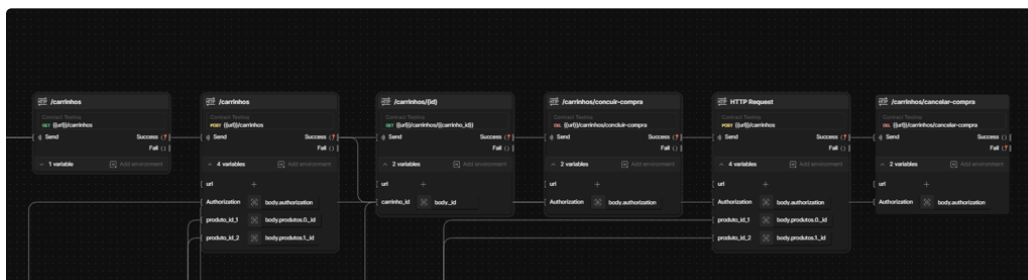 /carrinhos
Contract Testing
GET {{url}}/carrinhos
Send
Success
Fail
1 variable
Add environment
/carrinhos
Contract Testing
POST {{url}}/carrinhos
Send
Success
Fail
4 variables
Add environment
url
Authorization body.authorization
produto_id_1 body.produtos.0._id
produto_id_2 body.produtos.1._id
/carrinhos/{id}
Contract Testing
GET {{url}}/carrinhos/{{carrinho_id}}
Send
Success
Fail
2 variables
Add environment
url
carrinho_id body._id
/carrinhos/concuir-compra
Contract Testing
DEL {{url}}/carrinhos/concluir-compra
Send
Success
Fail
2 variables
Add environment
url
Authorization body.authorization
HTTP Request
Contract Testing
POST {{url}}/carrinhos
Send
Success
Fail
4 variables
Add environment
url
Authorization body.authorization
produto_id_1 body.produtos.0._id
produto_id_2 body.produtos.1._id
/carrinhos/cancelar-compra
Contract Testing
DEL {{url}}/carrinhos/cancelar-compra
Send
Success
Fail
2 variables
Add environment
url
Authorization body.authorization